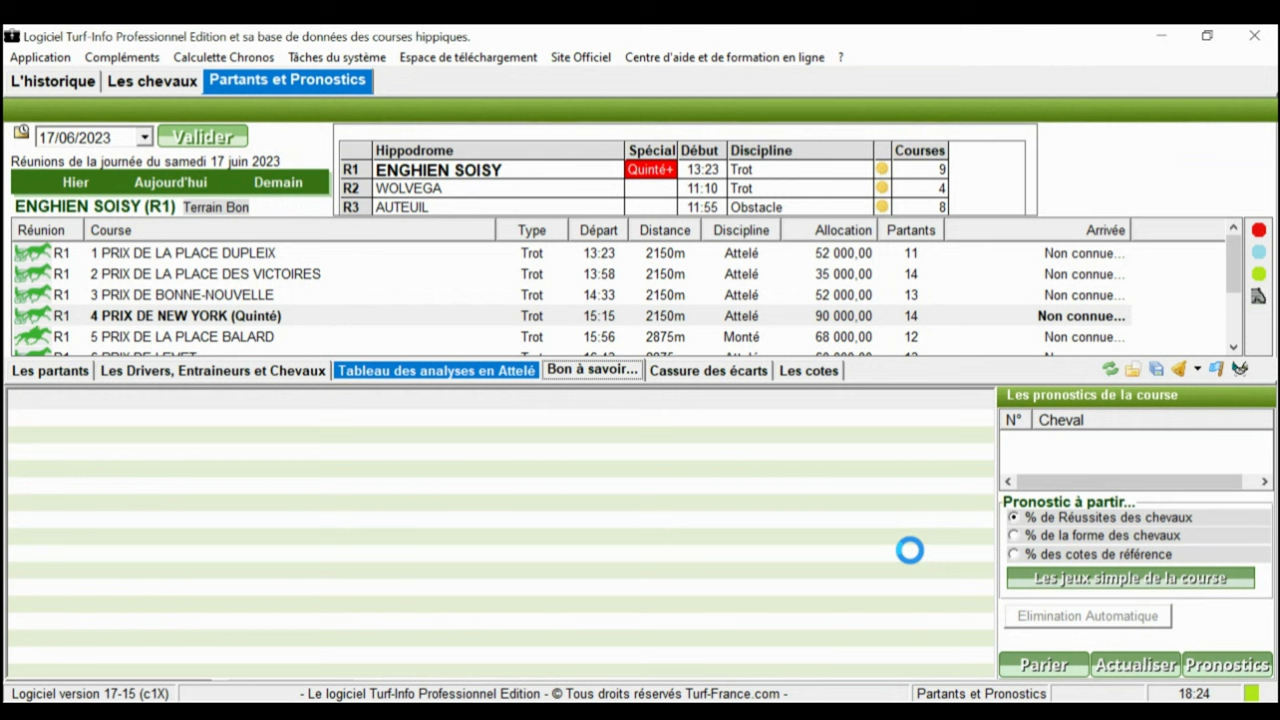 Logiciel Turf-Info Professionnel Edition et sa base de données des courses hippiques.
Application Compléments Calculette Chronos Tâches du système Espace de téléchargement Site Officiel Centre d'aide et de formation en ligne ?
L'historique Les chevaux Partants et Pronostics
17/06/2023 Valider
Réunions de la journée du samedi 17 juin 2023
Hier Aujourd'hui Demain
ENGHIEN SOISY (R1) Terrain Bon
Hippodrome Spécial Début Discipline Courses
R1 ENGHIEN SOISY Quinté+ 13:23 Trot 9
R2 WOLVEGA 11:10 Trot 4
R3 AUTEUIL 11:55 Obstacle 8
Réunion Course Type Départ Distance Discipline Allocation Partants Arrivée
R1 1 PRIX DE LA PLACE DUPLEIX Trot 13:23 2150m Attelé 52 000,00 11 Non connue...
R1 2 PRIX DE LA PLACE DES VICTOIRES Trot 13:58 2150m Attelé 35 000,00 14 Non connue...
R1 3 PRIX DE BONNE-NOUVELLE Trot 14:33 2150m Attelé 52 000,00 13 Non connue...
R1 4 PRIX DE NEW YORK (Quinté) Trot 15:15 2150m Attelé 90 000,00 14 Non connue...
R1 5 PRIX DE LA PLACE BALARD Trot 15:56 2875m Monté 68 000,00 12 Non connue...
Les partants Les Drivers, Entraineurs et Chevaux Tableau des analyses en Attelé Bon à savoir... Cassure des écarts Les cotes
Les pronostics de la course
N° Cheval
Pronostic à partir...
% de Réussites des chevaux
% de la forme des chevaux
% des cotes de référence
Les jeux simple de la course
Elimination Automatique
Parier Actualiser Pronostics
Logiciel version 17-15 (c1X) - Le logiciel Turf-Info Professionnel Edition - © Tous droits réservés Turf-France.com - Partants et Pronostics 18:24